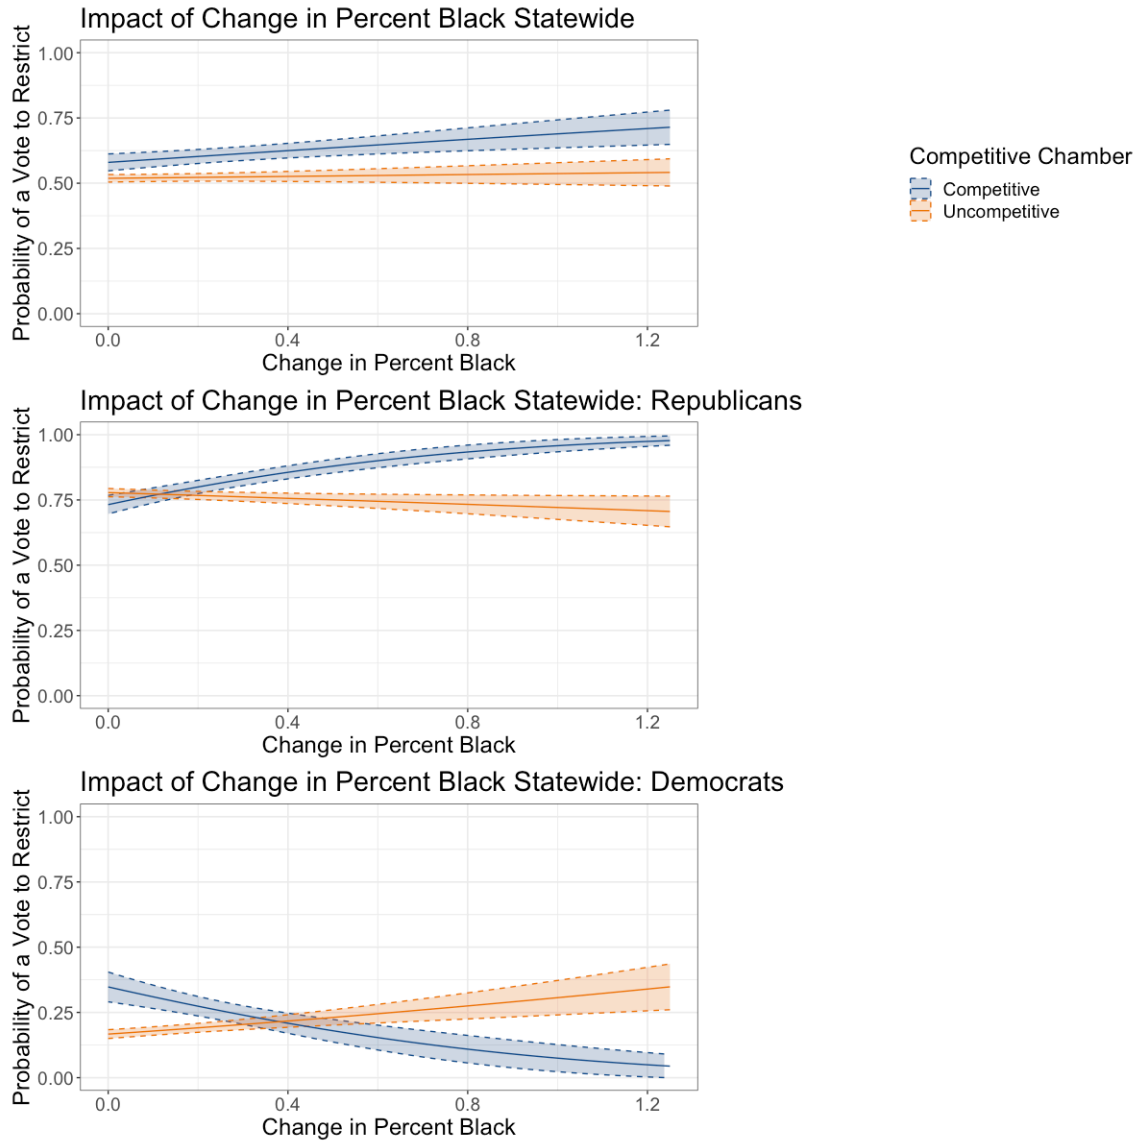 Impact of Change in Percent Black Statewide
Probability of a Vote to Restrict
1.00
0.75
0.50
0.25
0.00
0.0 0.4 0.8 1.2
Change in Percent Black
Competitive Chamber
Competitive
Uncompetitive
Impact of Change in Percent Black Statewide: Republicans
Probability of a Vote to Restrict
1.00
0.75
0.50
0.25
0.00
0.0 0.4 0.8 1.2
Change in Percent Black
Impact of Change in Percent Black Statewide: Democrats
Probability of a Vote to Restrict
1.00
0.75
0.50
0.25
0.00
0.0 0.4 0.8 1.2
Change in Percent Black